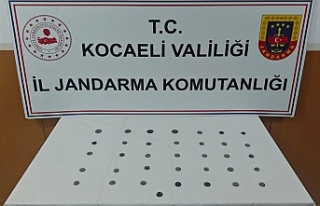 T.C.
KOCAELİ VALİLİĞİ
İL JANDARMA KOMUTANLIĞI